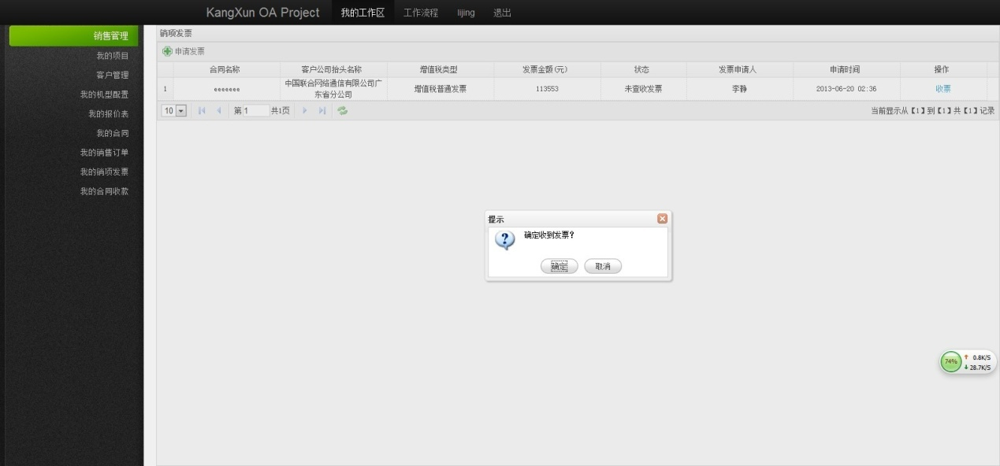 KangXun OA Project 我的工作区 工作流程 lijing 退出
销售管理
我的项目
客户管理
我的机型配置
我的报价表
我的合同
我的销售订单
我的销项发票
我的合同收款
销项发票
申请发票
合同名称 客户公司抬头名称 增值税类型 发票金额(元) 状态 发票申请人 申请时间 操作
1 eeeeeee 中国联合网络通信有限公司广 增值税普通发票 113553 未查收发票 李静 2013-06-20 02:36 收票
东省分公司
10 第 1 共1页 当前显示从【1】到【1】共【1】记录
提示
确定收到发票?
确定 取消
74% 0.8K/S
28.7K/S